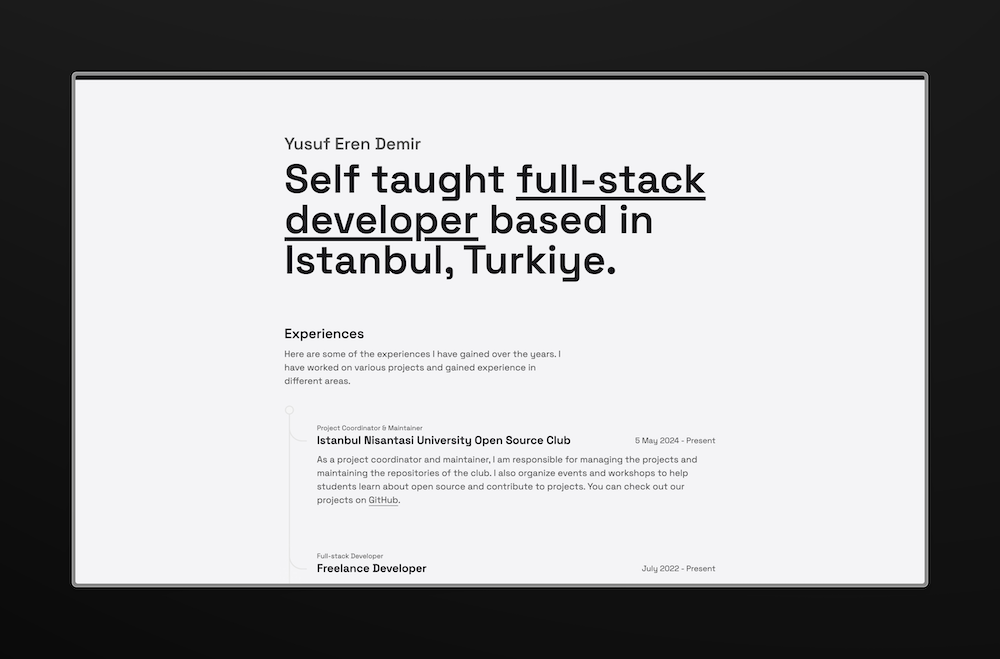 Yusuf Eren Demir
Self taught full-stack
developer based in
Istanbul, Turkiye.
Experiences
Here are some of the experiences I have gained over the years. I
have worked on various projects and gained experience in
different areas.
Project Coordinator & Maintainer
Istanbul Nisantasi University Open Source Club
5 May 2024 - Present
As a project coordinator and maintainer, I am responsible for managing the projects and
maintaining the repositories of the club. I also organize events and workshops to help
students learn about open source and contribute to projects. You can check out our
projects on GitHub.
Full-stack Developer
Freelance Developer
July 2022 - Present